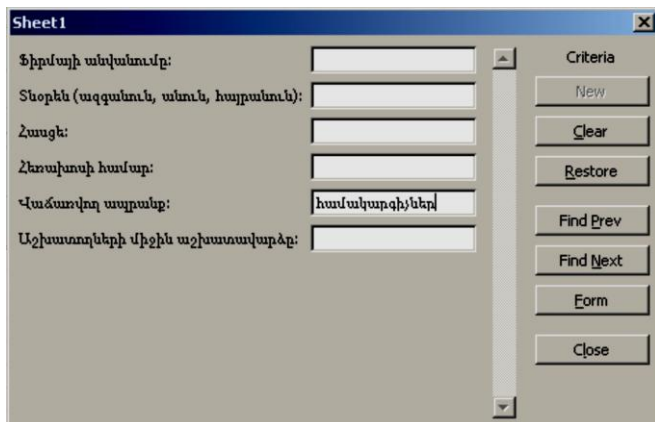 Sheet1
Ֆիրմայի անվանումը:
Տնօրեն (ազգանուն, անուն, հայրանուն):
Հասցե:
Հեռախոսի համար:
Վաճառվող ապրանք:
համակարգիչներ
Աշխատողների միջին աշխատավարձը:
Criteria
New
Clear
Restore
Find Prev
Find Next
Form
Close